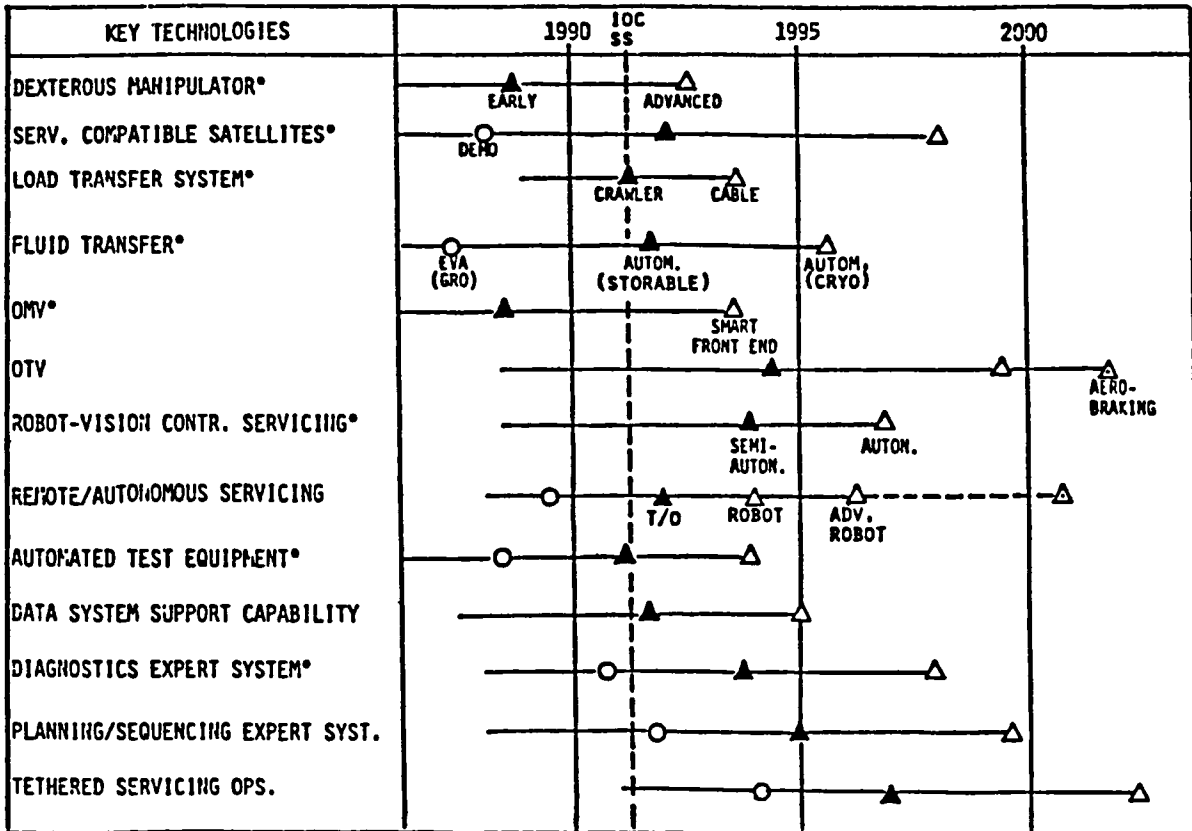 KEY TECHNOLOGIES 1990 IOC SS 1995 2000
DEXTEROUS MANIPULATOR*
EARLY ADVANCED
SERV. COMPATIBLE SATELLITES*
DEMO
LOAD TRANSFER SYSTEM*
CRAWLER CABLE
FLUID TRANSFER*
EVA AUTOM. AUTOM.
(GRO) (STORABLE) (CRYO)
OMV*
SMART
FRONT END
OTV
AERO-
BRAKING
ROBOT-VISION CONTR. SERVICING*
SEMI- AUTON.
AUTON.
REMOTE/AUTONOMOUS SERVICING
T/O ROBOT ADV.
ROBOT
AUTOMATED TEST EQUIPMENT*
DATA SYSTEM SUPPORT CAPABILITY
DIAGNOSTICS EXPERT SYSTEM*
PLANNING/SEQUENCING EXPERT SYST.
TETHERED SERVICING OPS.